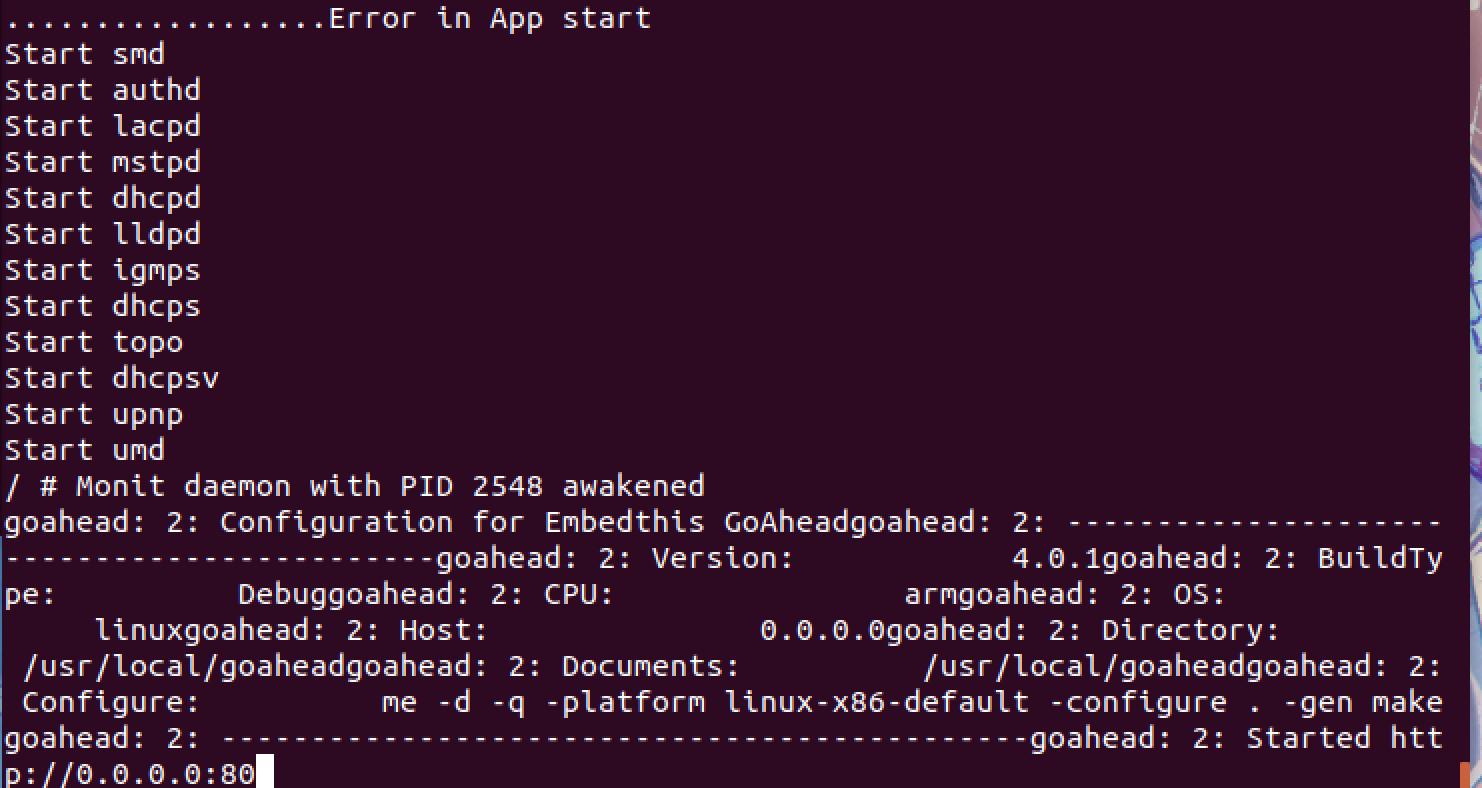 ..................Error in App start
Start smd
Start authd
Start lacpd
Start mstpd
Start dhcpd
Start lldpd
Start igmps
Start dhcps
Start topo
Start dhcpsv
Start upnp
Start umd
/ # Monit daemon with PID 2548 awakened
goahead: 2: Configuration for Embedthis GoAheadgoahead: 2: ---------------------
------------------------goahead: 2: Version:            4.0.1goahead: 2: BuildTy
pe:          Debuggoahead: 2: CPU:                armgoahead: 2: OS:
     linuxgoahead: 2: Host:               0.0.0.0goahead: 2: Directory:
 /usr/local/goaheadgoahead: 2: Documents:          /usr/local/goaheadgoahead: 2:
 Configure:          me -d -q -platform linux-x86-default -configure . -gen make
goahead: 2: ---------------------------------------------goahead: 2: Started htt
p://0.0.0.0:80